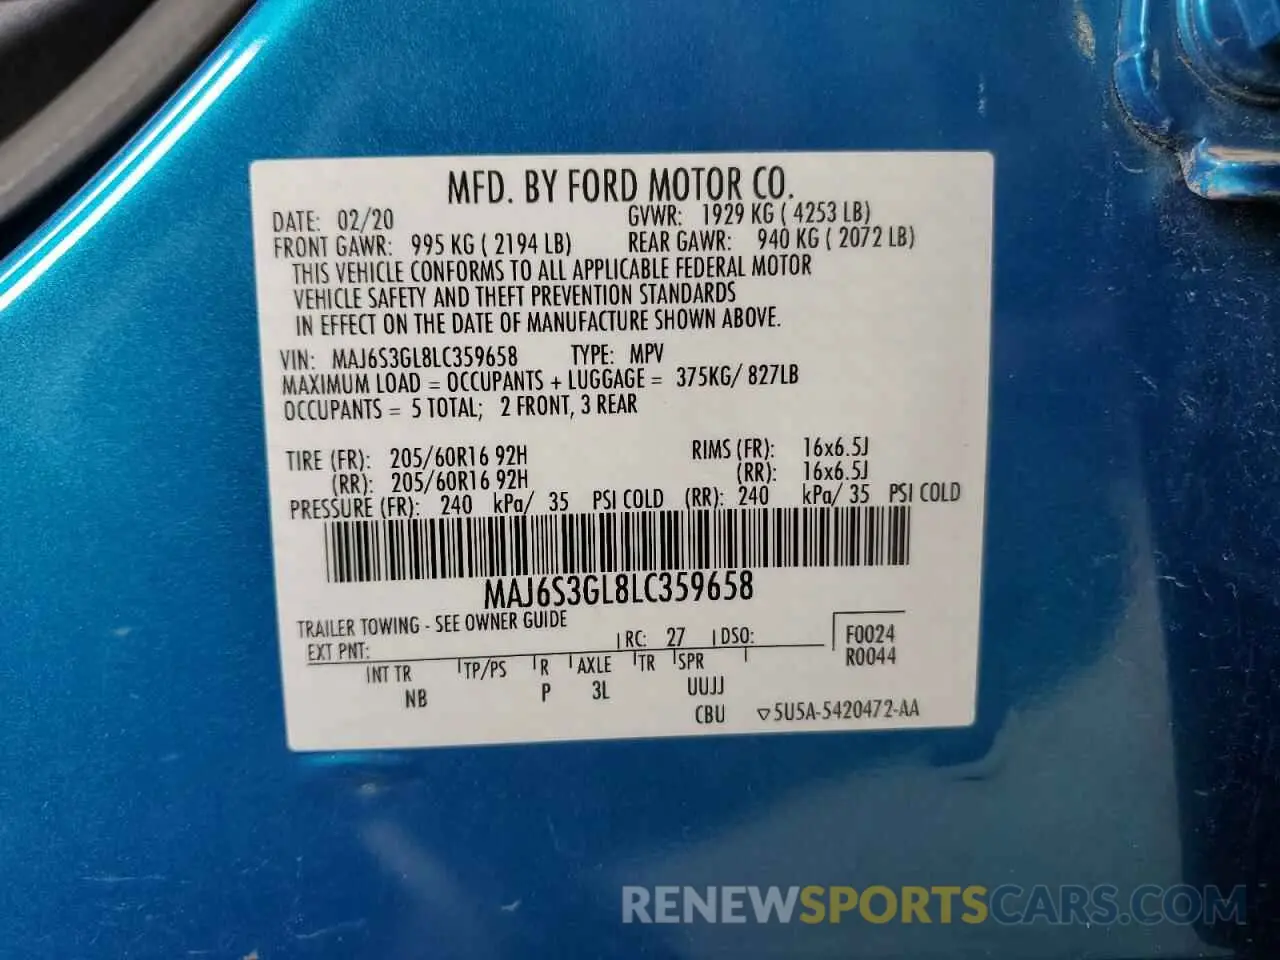 MFD. BY FORD MOTOR CO.
DATE: 02/20 GVWR: 1929 KG ( 4253 LB)
FRONT GAWR: 995 KG ( 2194 LB) REAR GAWR: 940 KG ( 2072 LB)
THIS VEHICLE CONFORMS TO ALL APPLICABLE FEDERAL MOTOR
VEHICLE SAFETY AND THEFT PREVENTION STANDARDS
IN EFFECT ON THE DATE OF MANUFACTURE SHOWN ABOVE.
VIN: MAJ6S3GL8LC359658 TYPE: MPV
MAXIMUM LOAD = OCCUPANTS + LUGGAGE = 375KG/ 827LB
OCCUPANTS = 5 TOTAL; 2 FRONT, 3 REAR
TIRE (FR): 205/60R16 92H RIMS (FR): 16x6.5J
(RR): 205/60R16 92H (RR): 16x6.5J
PRESSURE (FR): 240 kPa/ 35 PSI COLD (RR): 240 kPa/ 35 PSI COLD
MAJ6S3GL8LC359658
TRAILER TOWING - SEE OWNER GUIDE
EXT PNT: RC: 27 DSO: F0024
INT TR TP/PS R AXLE TR SPR R0044
NB P 3L UUJJ
CBU ▽5U5A-5420472-AA
RENEWSPORTSCARS.COM